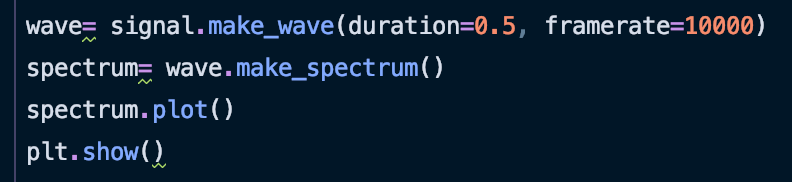 wave= signal.make_wave(duration=0.5, framerate=10000)
spectrum= wave.make_spectrum()
spectrum.plot()
plt.show()